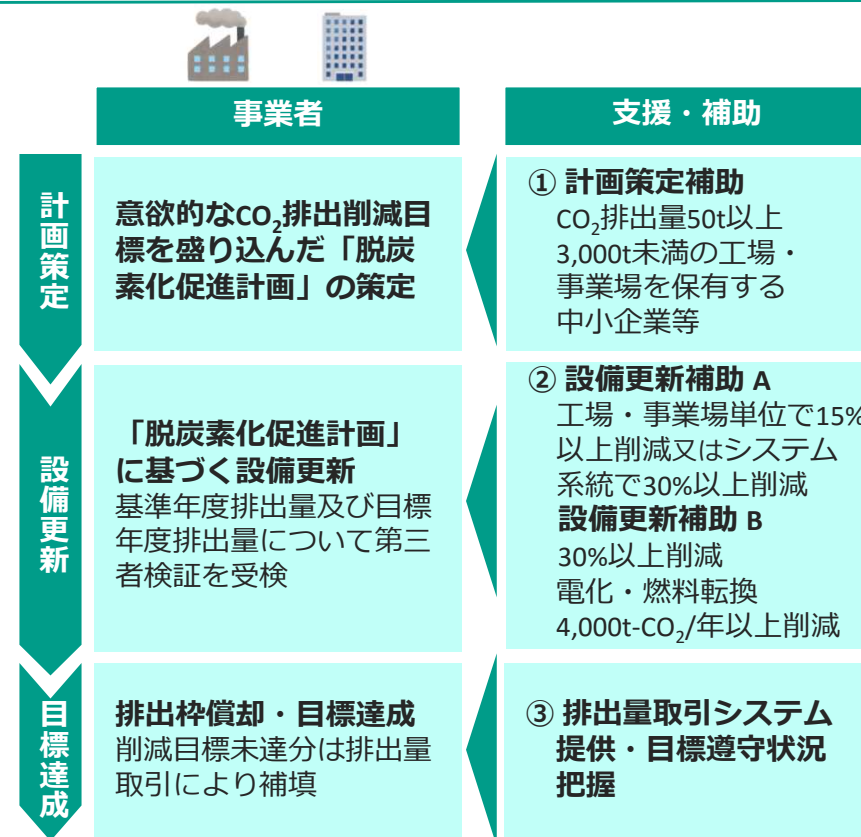 事業者
支援・補助
計画策定
意欲的なCO₂排出削減目
標を盛り込んだ「脱炭
素化促進計画」の策定
① 計画策定補助
CO₂排出量50t以上
3,000t未満の工場・
事業場を保有する
中小企業等
設備更新
「脱炭素化促進計画」
に基づく設備更新
基準年度排出量及び目標
年度排出量について第三
者検証を受検
② 設備更新補助 A
工場・事業場単位で15%
以上削減又はシステム
系統で30%以上削減
設備更新補助 B
30%以上削減
電化・燃料転換
4,000t-CO₂/年以上削減
目標達成
排出枠償却・目標達成
削減目標未達分は排出量
取引により補填
③ 排出量取引システム
提供・目標遵守状況
把握